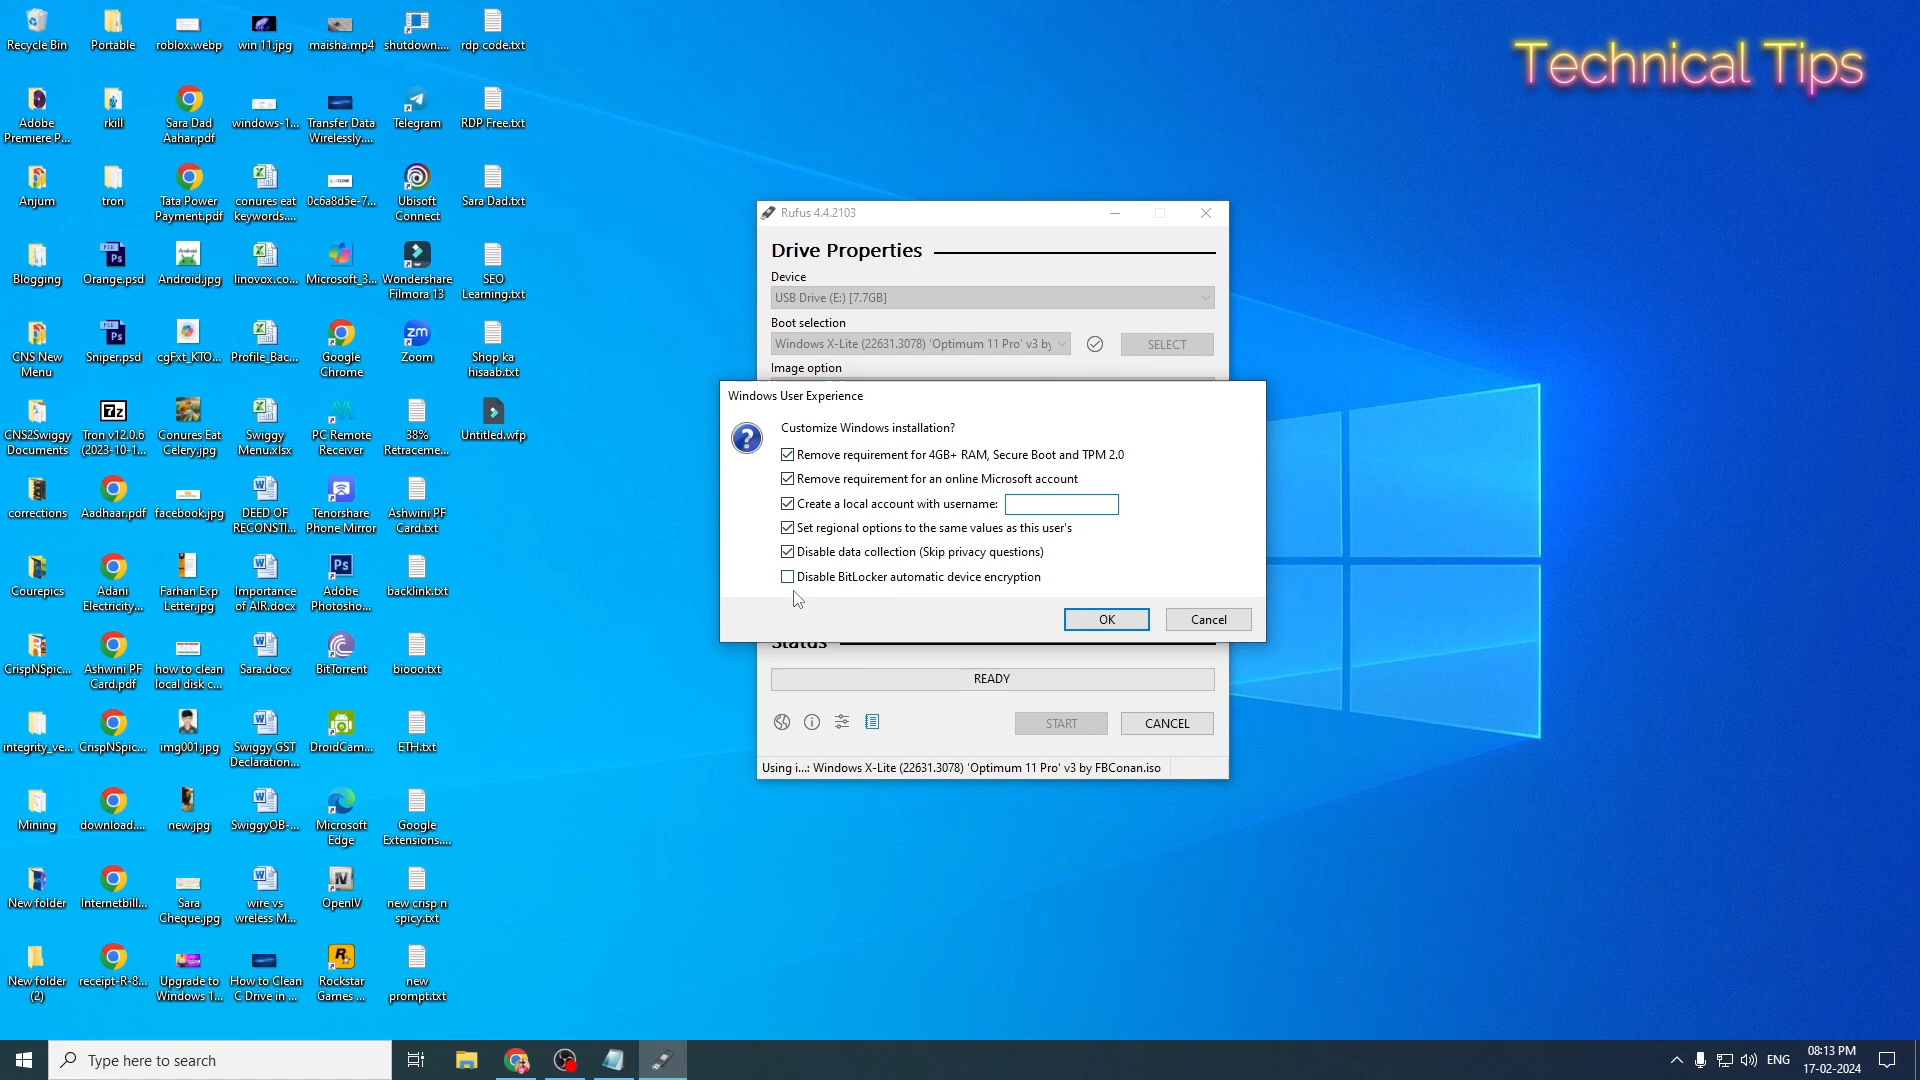 Recycle Bin
Portable
roblox.webp
win 11.jpg
maisha.mp4
shutdown....
rdp code.txt
Technical Tips
Adobe
Premiere P...
rkill
Sara Dad
Aahar.pdf
windows-1...
Transfer Data
Wirelessly....
Telegram
RDP Free.txt
Anjum
tron
Tata Power
Payment.pdf
conures eat
keywords....
0c6a8d5e-7...
Ubisoft
Connect
Sara Dad.txt
Blogging
Orange.psd
Android.jpg
linovox.co...
Microsoft_3...
Wondershare
Filmora 13
SEO
Learning.txt
CNS New
Menu
Sniper.psd
cgFxt_KTO...
Profile_Bac...
Google
Chrome
Zoom
Shop ka
hisaab.txt
CNS2Swiggy
Documents
Tron v12.0.6
(2023-10-1...
Conures Eat
Celery.jpg
Swiggy
Menu.xlsx
PC Remote
Receiver
38%
Retraceme...
Untitled.wfp
corrections
Aadhaar.pdf
facebook.jpg
DEED OF
RECONSTI...
Tenorshare
Phone Mirror
Ashwini PF
Card.txt
Courepics
Adani
Electricity...
Farhan Exp
Letter.jpg
Importance
of AIR.docx
Adobe
Photosho...
backlink.txt
CrispNSpic...
Ashwini PF
Card.pdf
how to clean
local disk c...
Sara.docx
BitTorrent
biooo.txt
integrity_ve...
CrispNSpic...
img001.jpg
Swiggy GST
Declaration...
DroidCam...
ETH.txt
Mining
download....
new.jpg
SwiggyOB-...
Microsoft
Edge
Google
Extensions....
New folder
Internetbill...
Sara
Cheque.jpg
wire vs
wreless M...
OpenIV
new crisp n
spicy.txt
New folder
(2)
receipt-R-8...
Upgrade to
Windows 1...
How to Clean
C Drive in ...
Rockstar
Games ...
new
prompt.txt
Rufus 4.4.2103
Drive Properties
Device
USB Drive (E:) [7.7GB]
Boot selection
Windows X-Lite (22631.3078) 'Optimum 11 Pro' v3 by
SELECT
Image option
Windows User Experience
Customize Windows installation?
Remove requirement for 4GB+ RAM, Secure Boot and TPM 2.0
Remove requirement for an online Microsoft account
Create a local account with username:
Set regional options to the same values as this user's
Disable data collection (Skip privacy questions)
Disable BitLocker automatic device encryption
OK
Cancel
Status
READY
START
CANCEL
Using i...: Windows X-Lite (22631.3078) 'Optimum 11 Pro' v3 by FBConan.iso
Type here to search
ENG
08:13 PM
17-02-2024